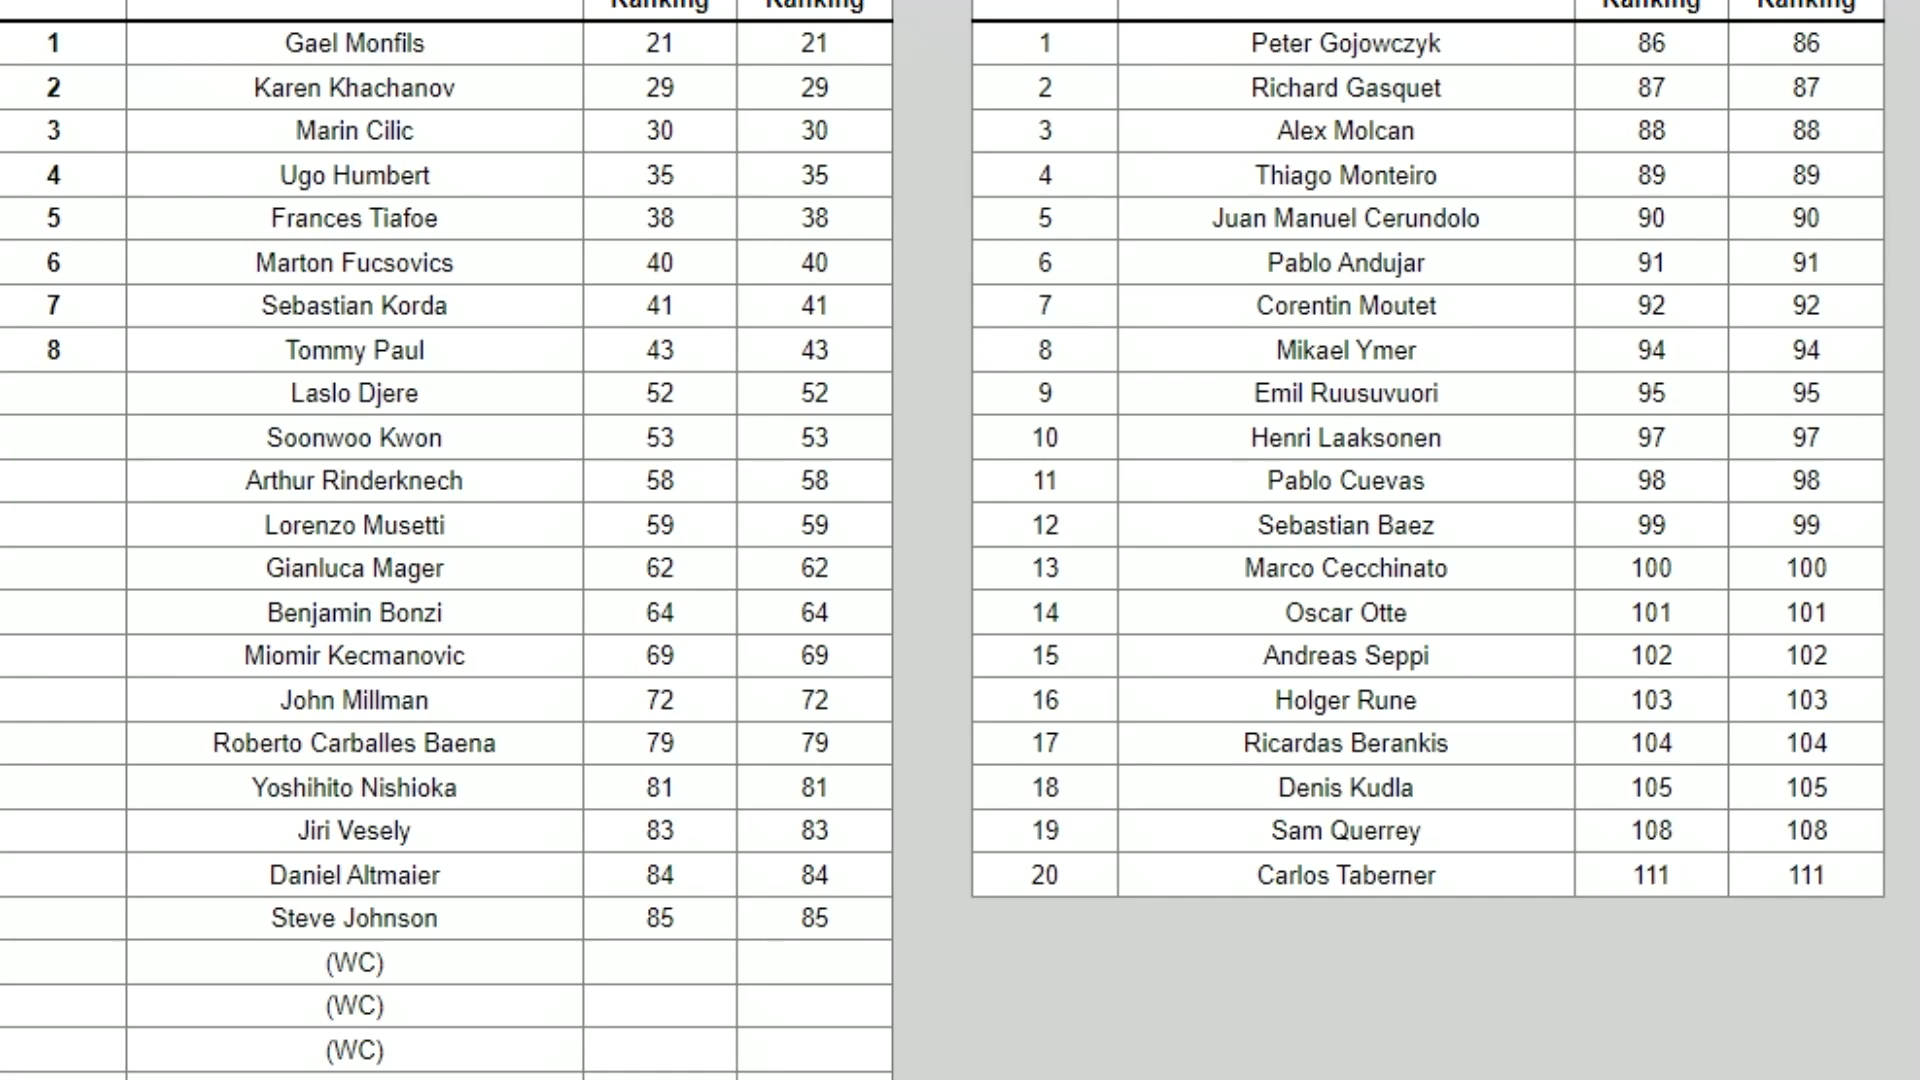 Ranking Ranking
1 Gael Monfils 21 21
2 Karen Khachanov 29 29
3 Marin Cilic 30 30
4 Ugo Humbert 35 35
5 Frances Tiafoe 38 38
6 Marton Fucsovics 40 40
7 Sebastian Korda 41 41
8 Tommy Paul 43 43
Laslo Djere 52 52
Soonwoo Kwon 53 53
Arthur Rinderknech 58 58
Lorenzo Musetti 59 59
Gianluca Mager 62 62
Benjamin Bonzi 64 64
Miomir Kecmanovic 69 69
John Millman 72 72
Roberto Carballes Baena 79 79
Yoshihito Nishioka 81 81
Jiri Vesely 83 83
Daniel Altmaier 84 84
Steve Johnson 85 85
(WC)
(WC)
(WC)
Ranking Ranking
1 Peter Gojowczyk 86 86
2 Richard Gasquet 87 87
3 Alex Molcan 88 88
4 Thiago Monteiro 89 89
5 Juan Manuel Cerundolo 90 90
6 Pablo Andujar 91 91
7 Corentin Moutet 92 92
8 Mikael Ymer 94 94
9 Emil Ruusuvuori 95 95
10 Henri Laaksonen 97 97
11 Pablo Cuevas 98 98
12 Sebastian Baez 99 99
13 Marco Cecchinato 100 100
14 Oscar Otte 101 101
15 Andreas Seppi 102 102
16 Holger Rune 103 103
17 Ricardas Berankis 104 104
18 Denis Kudla 105 105
19 Sam Querrey 108 108
20 Carlos Taberner 111 111